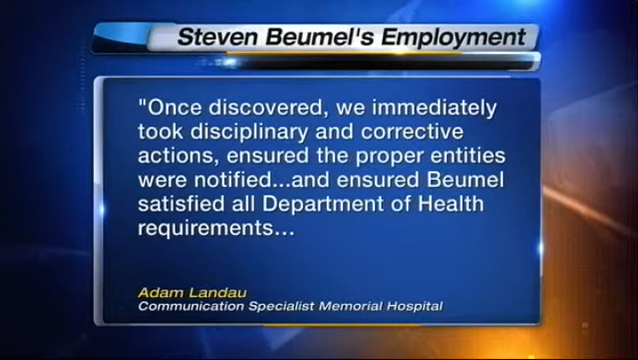 Steven Beumel's Employment
"Once discovered, we immediately
took disciplinary and corrective
actions, ensured the proper entities
were notified...and ensured Beumel
satisfied all Department of Health
requirements...
Adam Landau
Communication Specialist Memorial Hospital